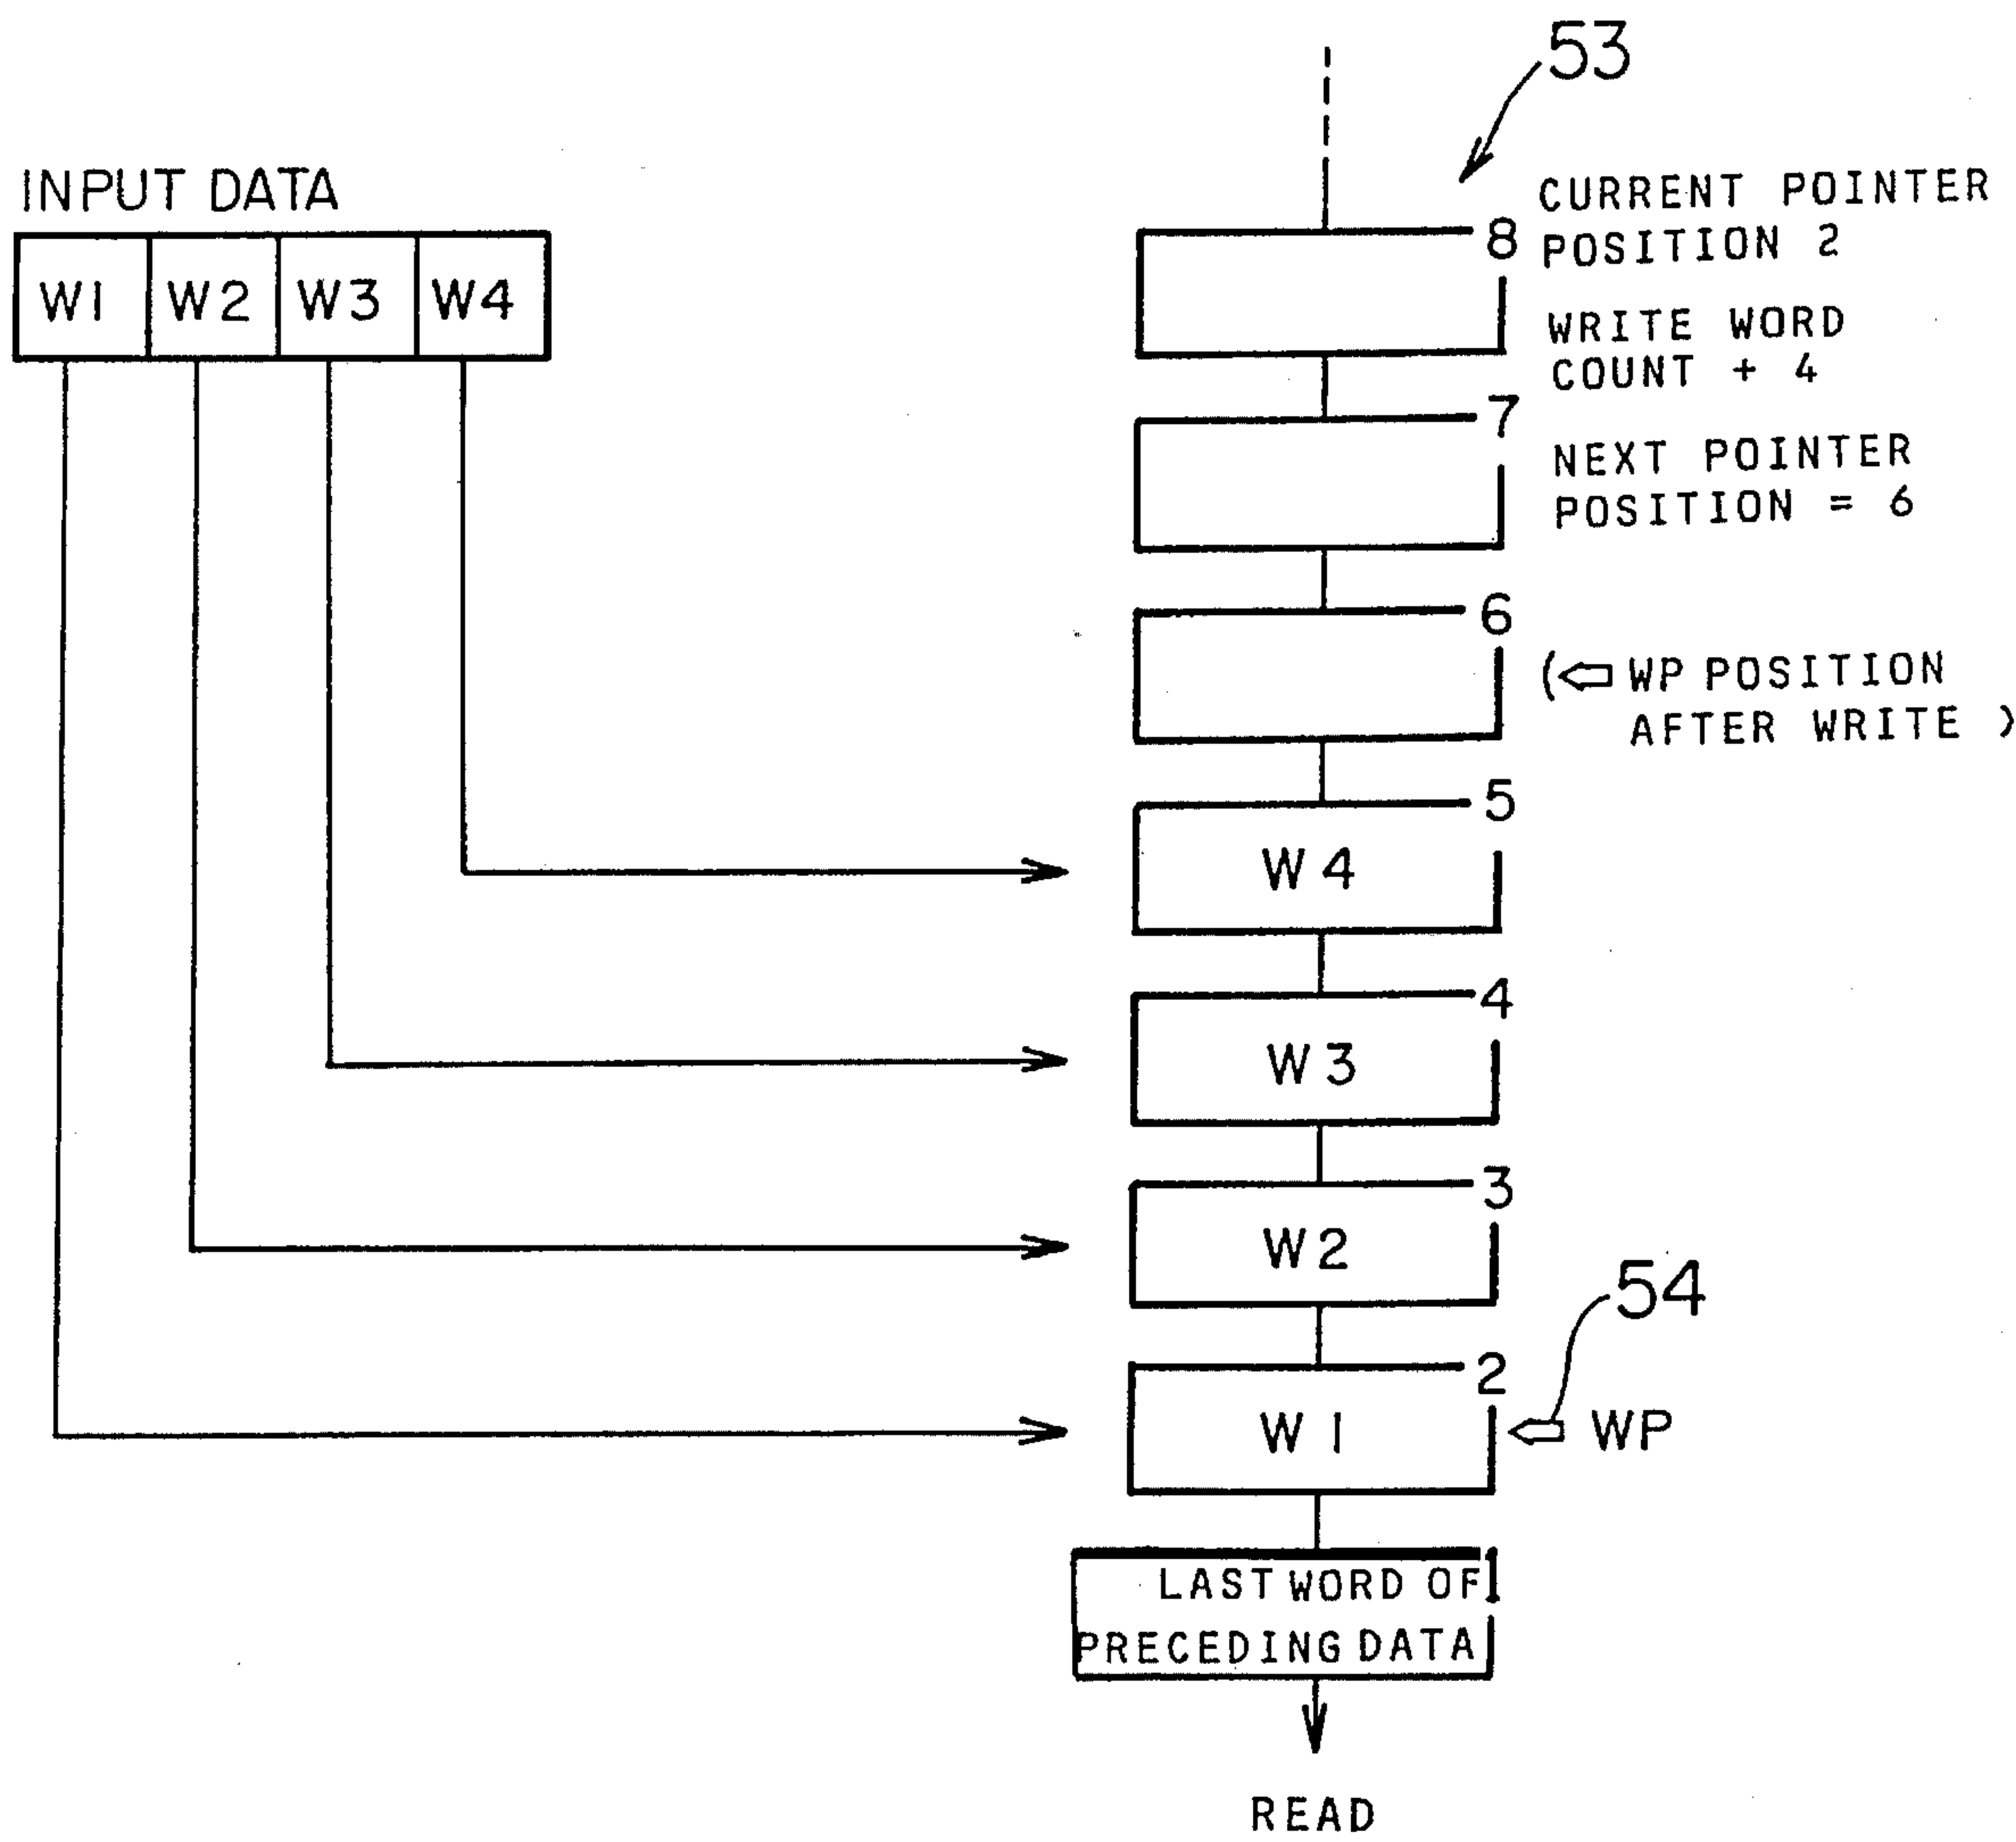 53
INPUT DATA
W1 W2 W3 W4
8
CURRENT POINTER
POSITION 2
WRITE WORD
COUNT + 4
7
NEXT POINTER
POSITION = 6
6
( WP POSITION
AFTER WRITE )
5
W4
4
W3
3
W2
54
2
W1
WP
1
LAST WORD OF
PRECEDING DATA
READ